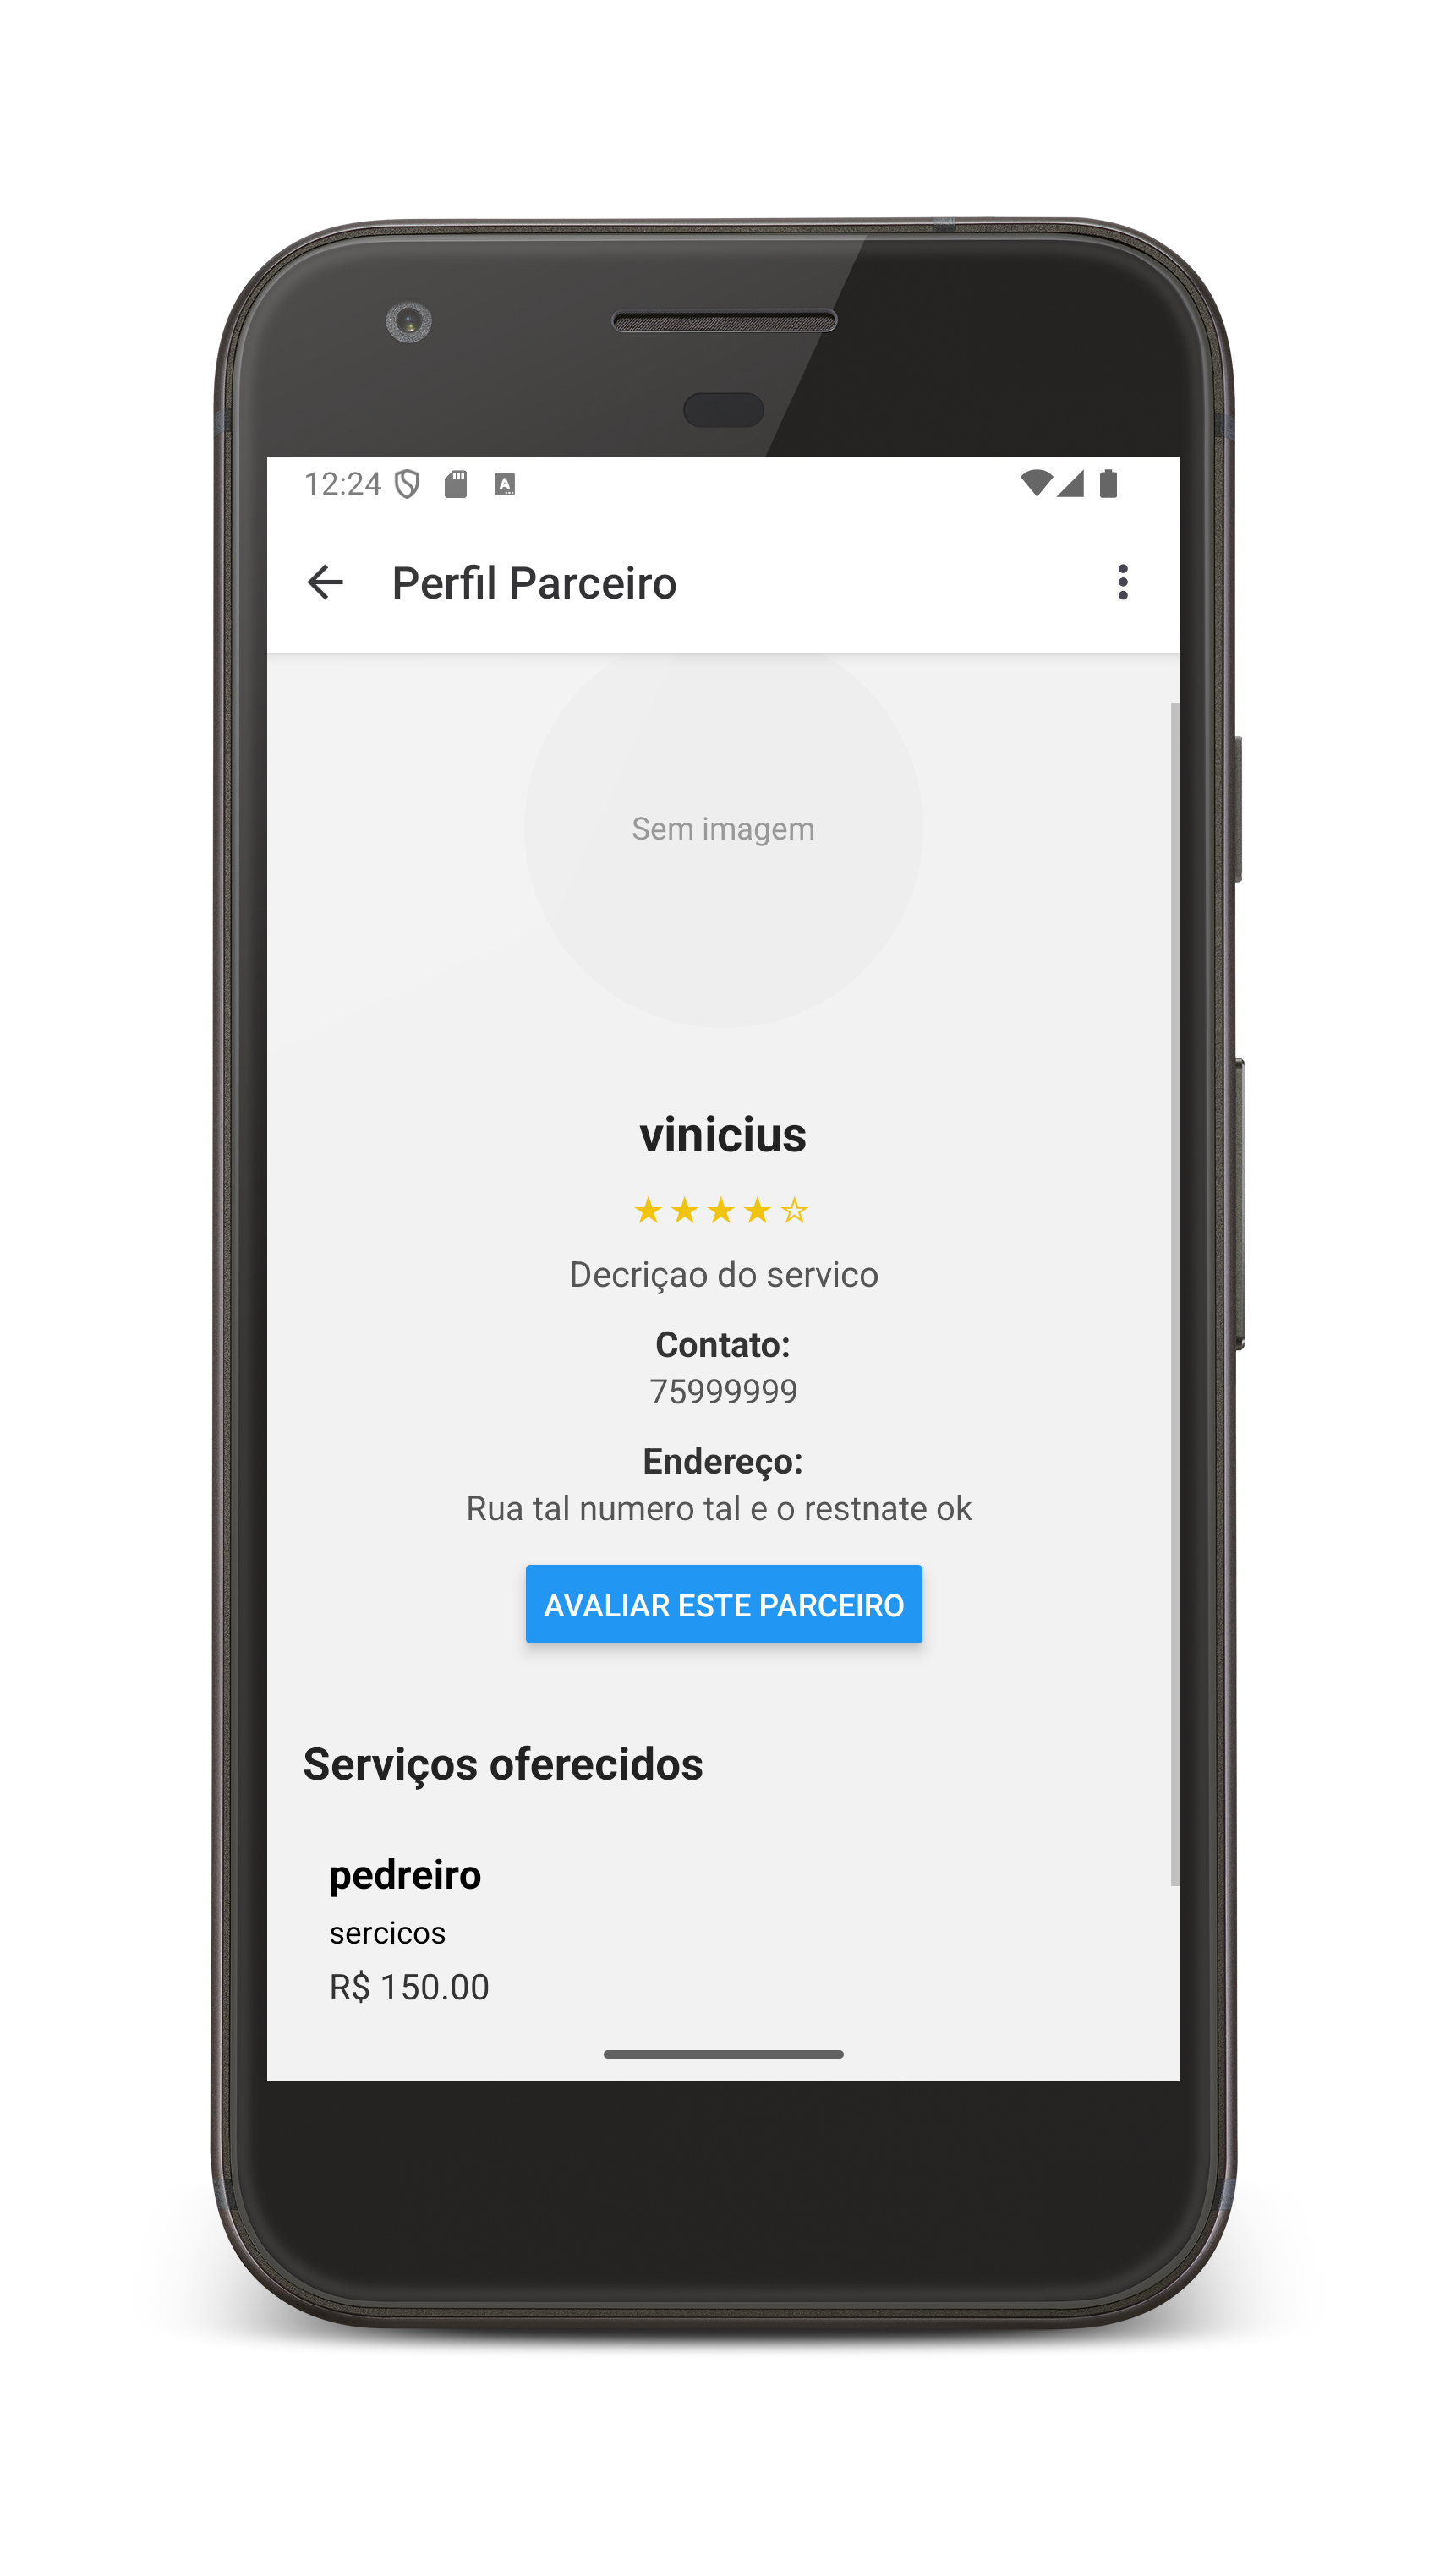 12:24
Perfil Parceiro
Sem imagem
vinicius
★★★★☆
Decriçao do servico
Contato:
75999999
Endereço:
Rua tal numero tal e o restnate ok
AVALIAR ESTE PARCEIRO
Serviços oferecidos
pedreiro
sercicos
R$ 150.00